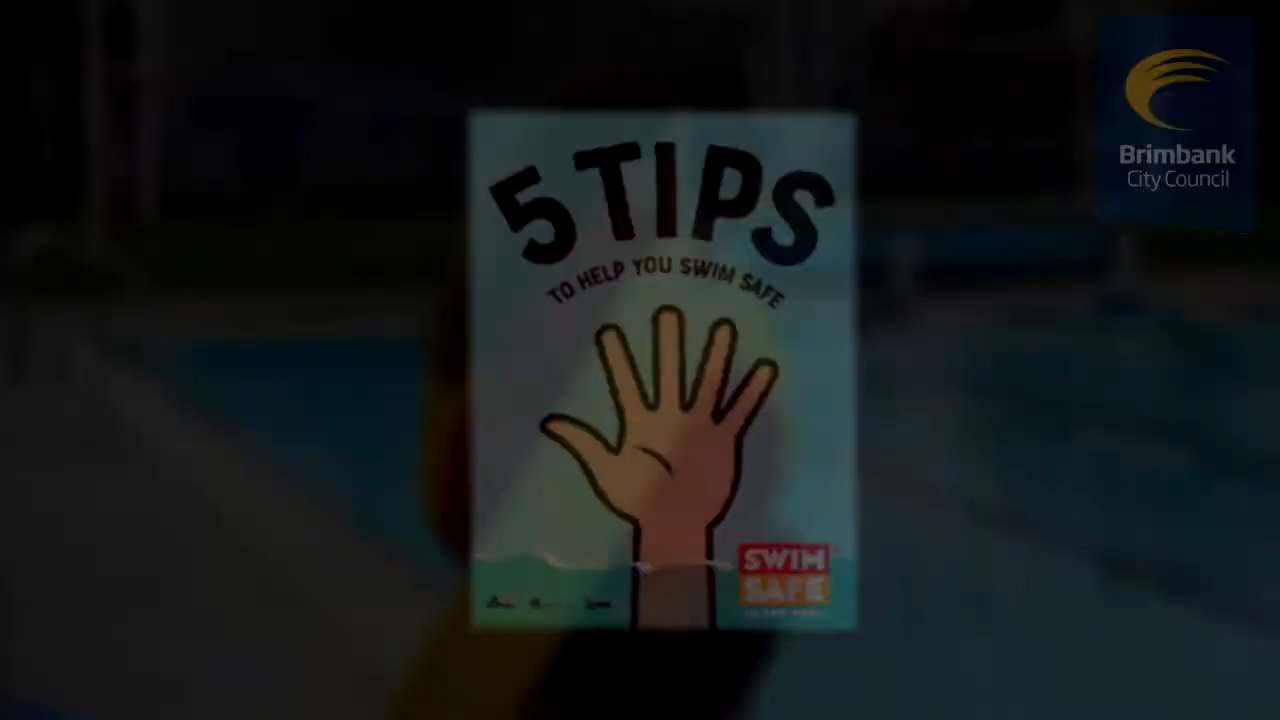 5 TIPS
TO HELP YOU SWIM SAFE
SWIM
SAFE
Brimbank
City Council